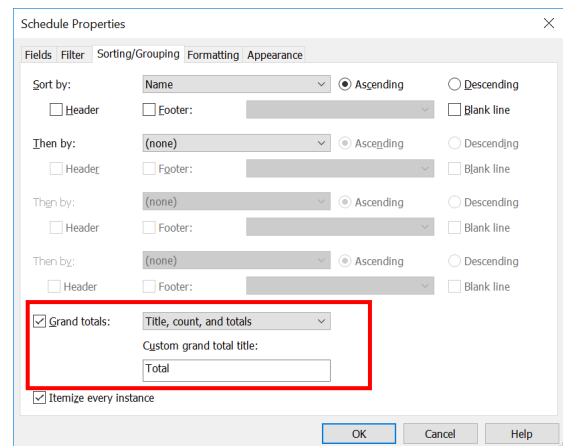 Schedule Properties
Fields Filter Sorting/Grouping Formatting Appearance
Sort by: Name Ascending Descending
Header Footer: Blank line
Then by: (none) Ascending Descending
Header Footer: Blank line
Then by: (none) Ascending Descending
Header Footer: Blank line
Then by: (none) Ascending Descending
Header Footer: Blank line
Grand totals: Title, count, and totals
Custom grand total title:
Total
Itemize every instance
OK Cancel Help